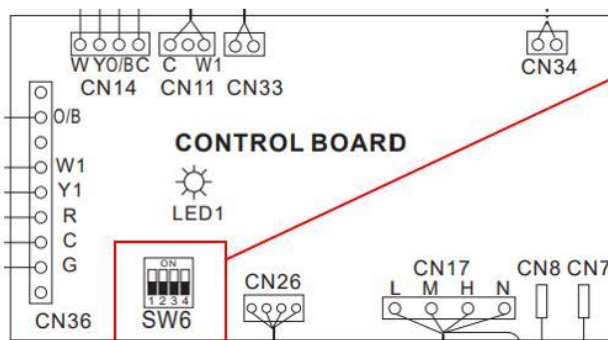 W Y O/B C
C W1
CN14
CN11
CN33
CN34
O/B
W1
Y1
R
C
G
CN36
CONTROL BOARD
LED1
ON
1 2 3 4
SW6
CN26
CN17
L M H N
CN8
CN7